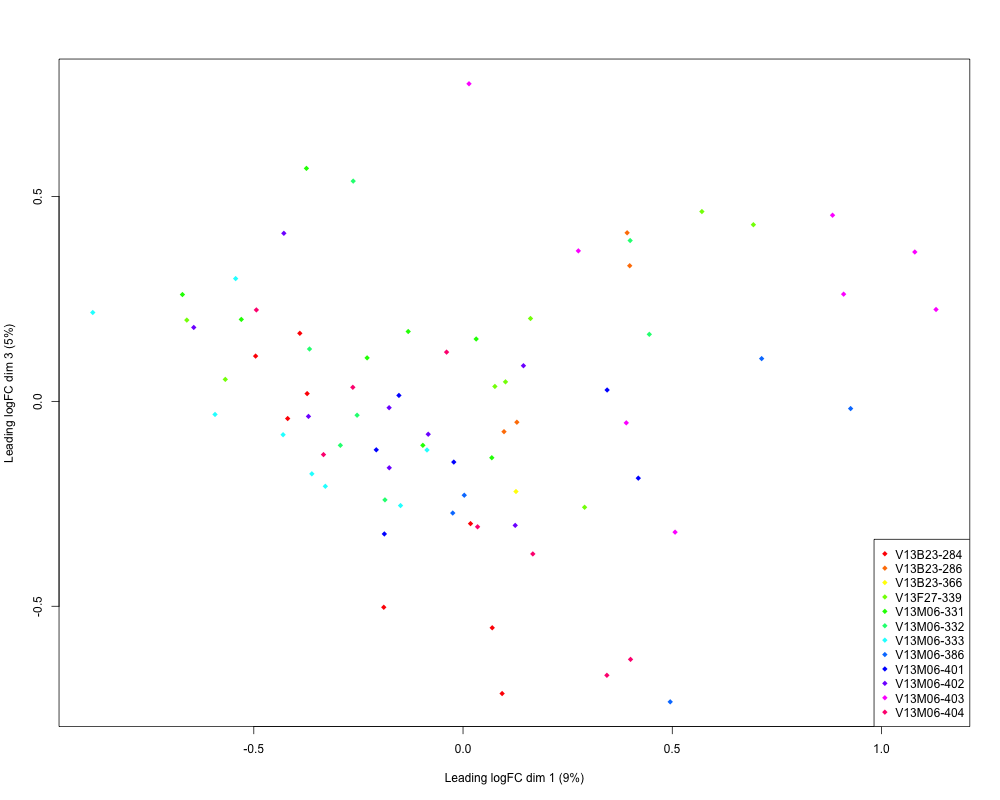 Leading logFC dim 3 (5%)
0.5
0.0
-0.5
-0.5
0.0
0.5
1.0
Leading logFC dim 1 (9%)
V13B23-284
V13B23-286
V13B23-366
V13F27-339
V13M06-331
V13M06-332
V13M06-333
V13M06-386
V13M06-401
V13M06-402
V13M06-403
V13M06-404